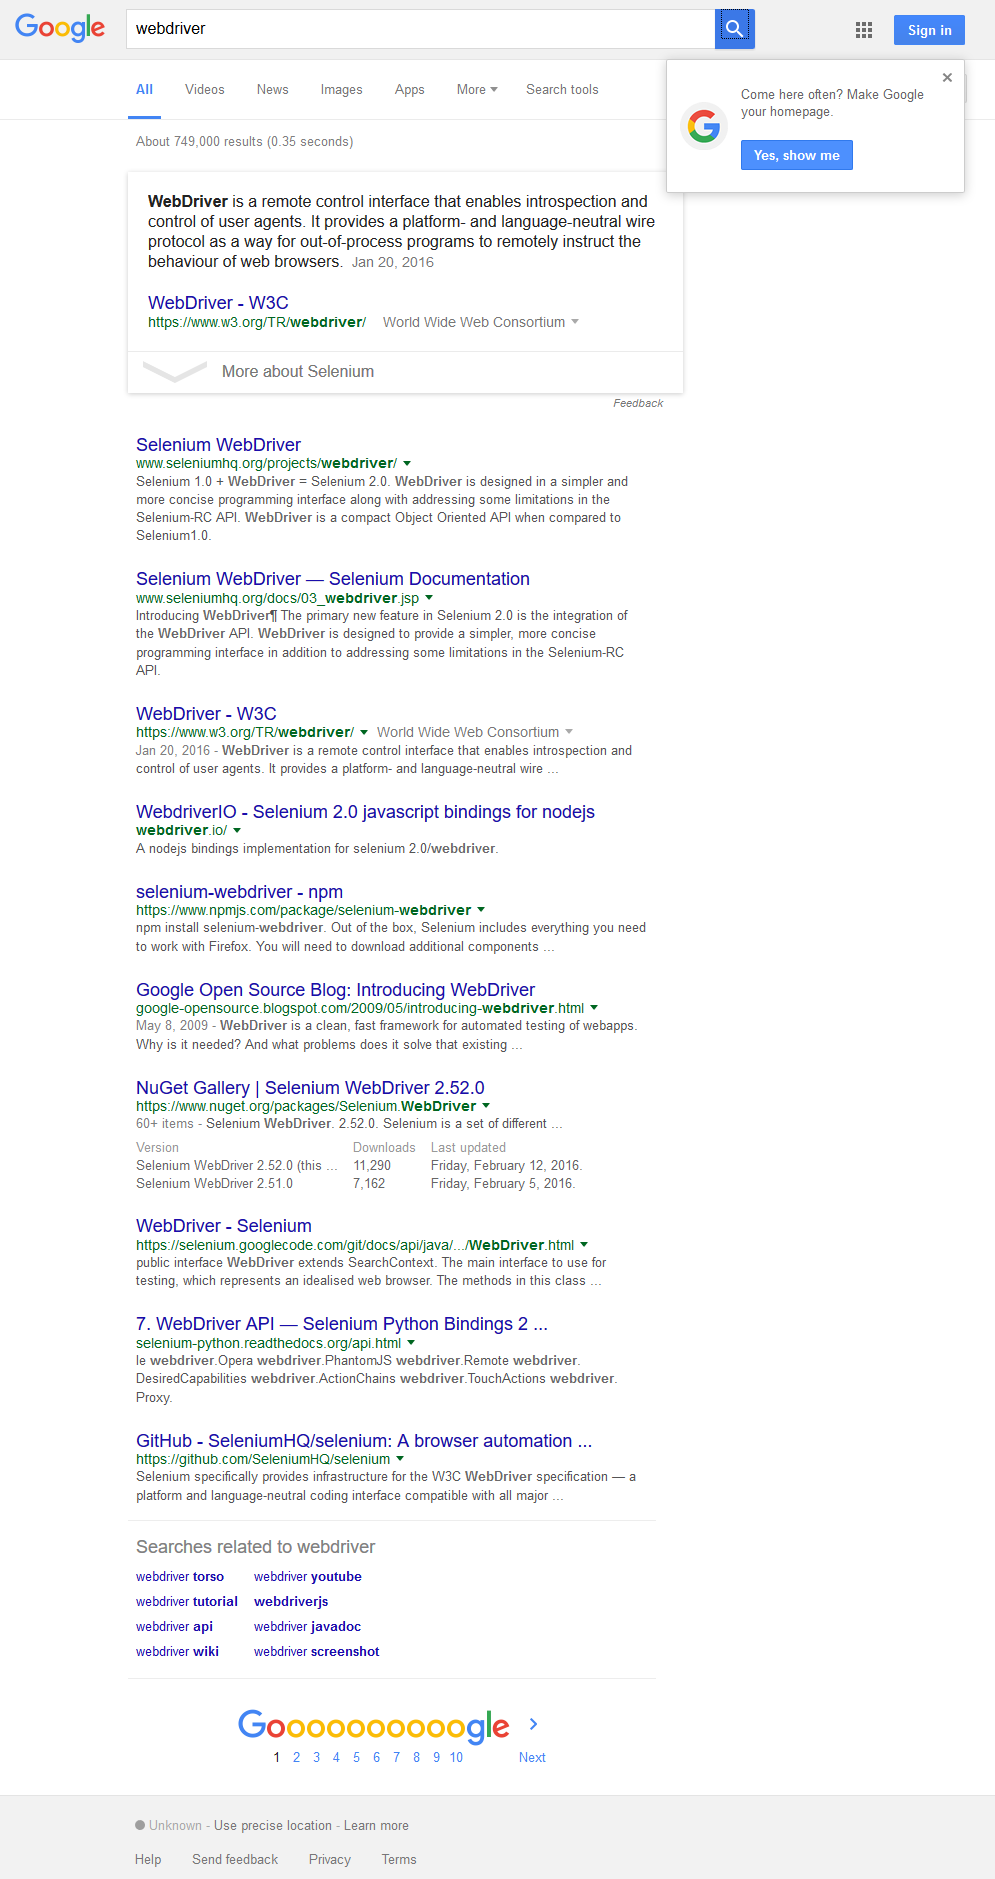 Google
webdriver
Sign in
All Videos News Images Apps More Search tools
Come here often? Make Google
your homepage.
Yes, show me
About 749,000 results (0.35 seconds)
WebDriver is a remote control interface that enables introspection and
control of user agents. It provides a platform- and language-neutral wire
protocol as a way for out-of-process programs to remotely instruct the
behaviour of web browsers. Jan 20, 2016
WebDriver - W3C
https://www.w3.org/TR/webdriver/ World Wide Web Consortium
More about Selenium
Feedback
Selenium WebDriver
www.seleniumhq.org/projects/webdriver/
Selenium 1.0 + WebDriver = Selenium 2.0. WebDriver is designed in a simpler and
more concise programming interface along with addressing some limitations in the
Selenium-RC API. WebDriver is a compact Object Oriented API when compared to
Selenium1.0.
Selenium WebDriver — Selenium Documentation
www.seleniumhq.org/docs/03_webdriver.jsp
Introducing WebDriver¶ The primary new feature in Selenium 2.0 is the integration of
the WebDriver API. WebDriver is designed to provide a simpler, more concise
programming interface in addition to addressing some limitations in the Selenium-RC
API.
WebDriver - W3C
https://www.w3.org/TR/webdriver/ World Wide Web Consortium
Jan 20, 2016 - WebDriver is a remote control interface that enables introspection and
control of user agents. It provides a platform- and language-neutral wire ...
WebdriverIO - Selenium 2.0 javascript bindings for nodejs
webdriver.io/
A nodejs bindings implementation for selenium 2.0/webdriver.
selenium-webdriver - npm
https://www.npmjs.com/package/selenium-webdriver
npm install selenium-webdriver. Out of the box, Selenium includes everything you need
to work with Firefox. You will need to download additional components ...
Google Open Source Blog: Introducing WebDriver
google-opensource.blogspot.com/2009/05/introducing-webdriver.html
May 8, 2009 - WebDriver is a clean, fast framework for automated testing of webapps.
Why is it needed? And what problems does it solve that existing ...
NuGet Gallery | Selenium WebDriver 2.52.0
https://www.nuget.org/packages/Selenium.WebDriver
60+ items - Selenium WebDriver. 2.52.0. Selenium is a set of different ...
Version Downloads Last updated
Selenium WebDriver 2.52.0 (this ... 11,290 Friday, February 12, 2016.
Selenium WebDriver 2.51.0 7,162 Friday, February 5, 2016.
WebDriver - Selenium
https://selenium.googlecode.com/git/docs/api/java/.../WebDriver.html
public interface WebDriver extends SearchContext. The main interface to use for
testing, which represents an idealised web browser. The methods in this class ...
7. WebDriver API — Selenium Python Bindings 2 ...
selenium-python.readthedocs.org/api.html
Ie webdriver.Opera webdriver.PhantomJS webdriver.Remote webdriver.
DesiredCapabilities webdriver.ActionChains webdriver.TouchActions webdriver.
Proxy.
GitHub - SeleniumHQ/selenium: A browser automation ...
https://github.com/SeleniumHQ/selenium
Selenium specifically provides infrastructure for the W3C WebDriver specification — a
platform and language-neutral coding interface compatible with all major ...
Searches related to webdriver
webdriver torso webdriver youtube
webdriver tutorial webdriverjs
webdriver api webdriver javadoc
webdriver wiki webdriver screenshot
Goooooooooogle
1 2 3 4 5 6 7 8 9 10 Next
Unknown - Use precise location - Learn more
Help Send feedback Privacy Terms